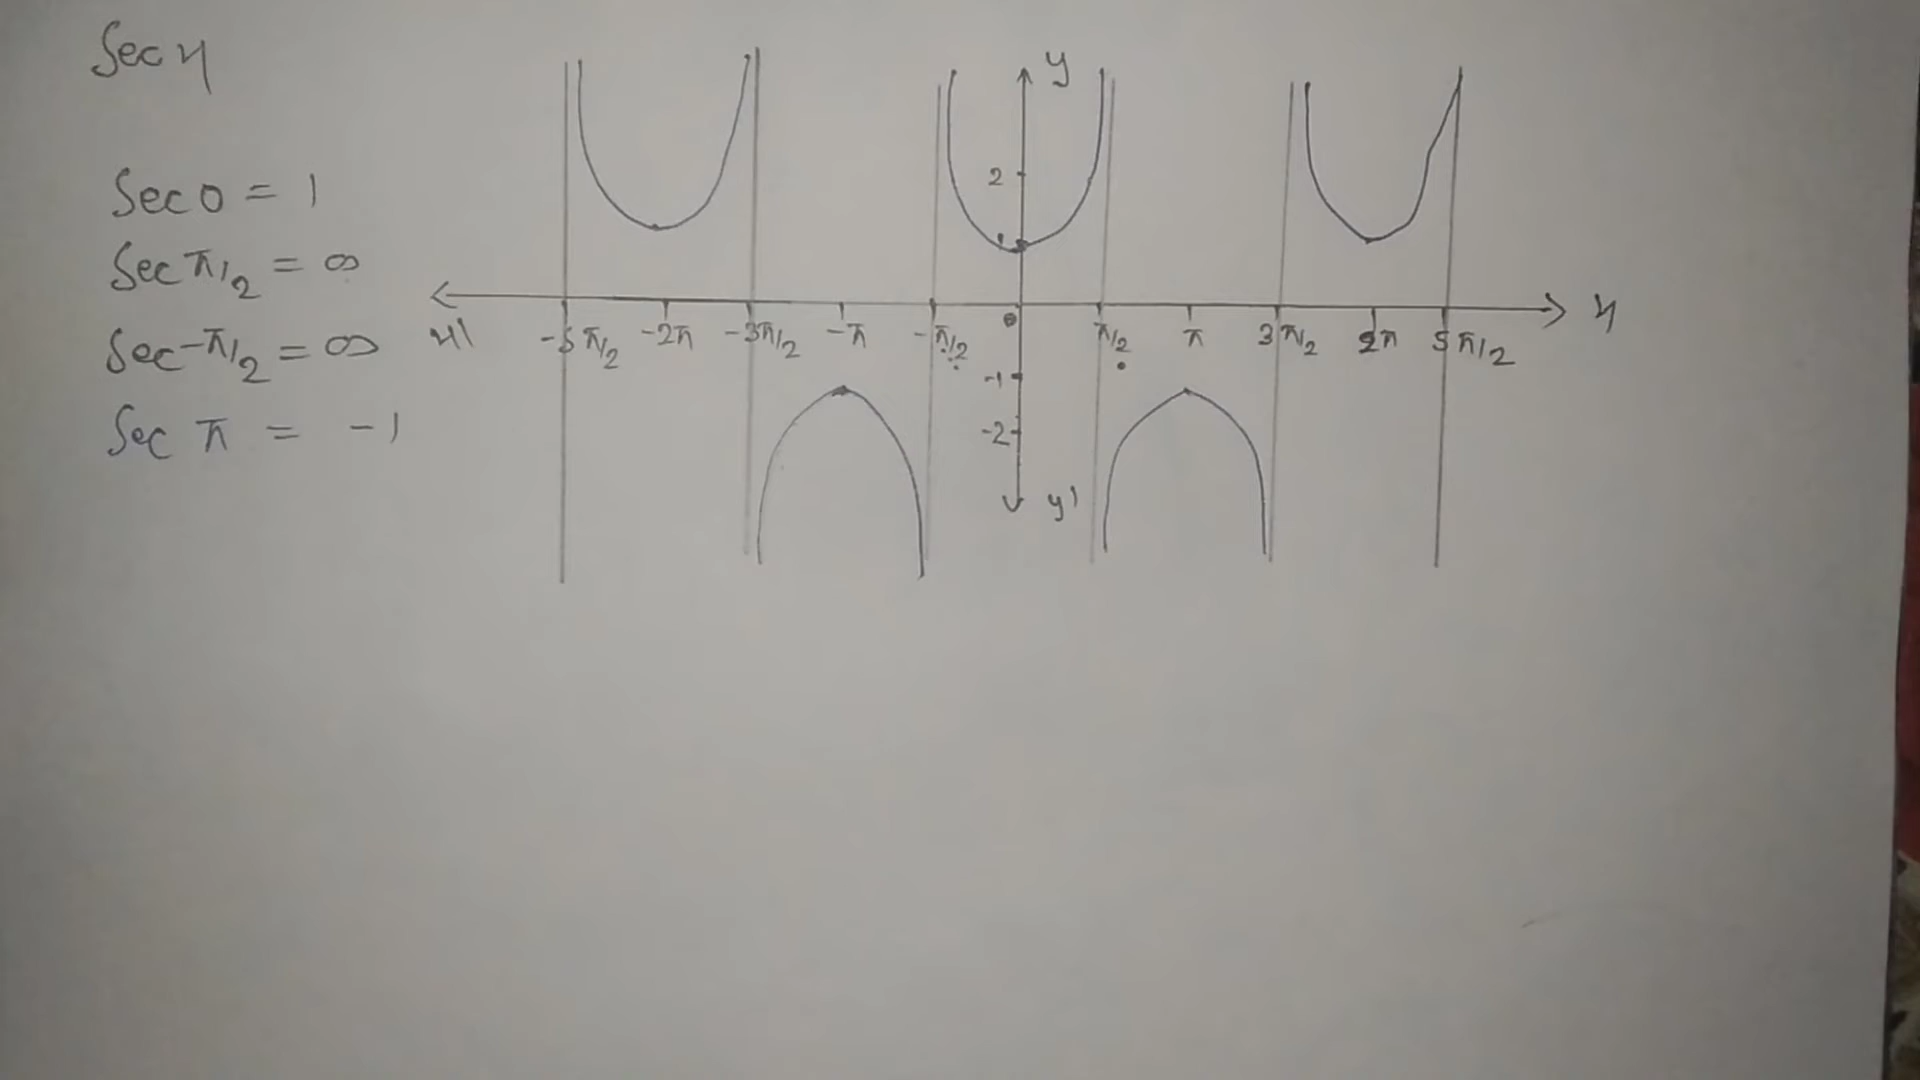 Sec x
Sec 0 = 1
Sec π/2 = ∞
Sec -π/2 = ∞
Sec π = -1
y
2
1
x' -5π/2 -2π -3π/2 -π -π/2 0 π/2 π 3π/2 2π 5π/2 x
-1
-2
y'